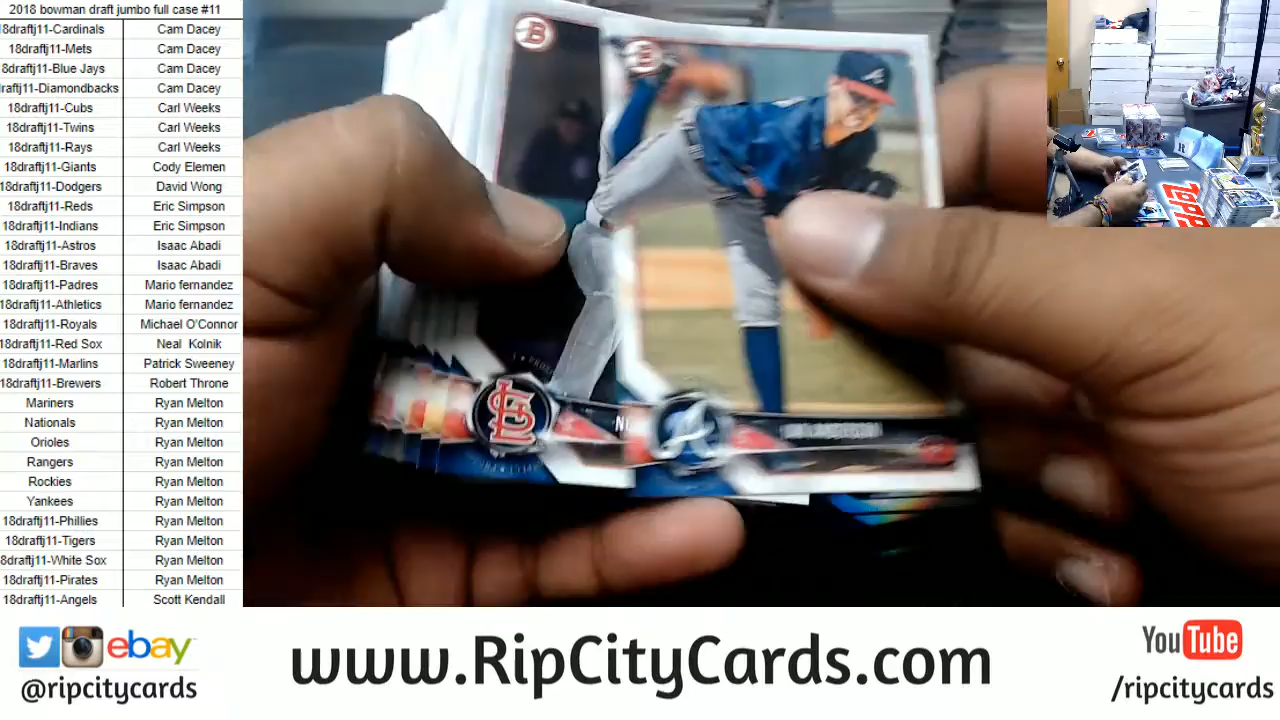 2018 bowman draft jumbo full case #11
8draftj11-Cardinals Cam Dacey
18draftj11-Mets Cam Dacey
8draftj11-Blue Jays Cam Dacey
raftj11-Diamondbacks Cam Dacey
18draftj11-Cubs Carl Weeks
18draftj11-Twins Carl Weeks
18draftj11-Rays Carl Weeks
18draftj11-Giants Cody Elemen
18draftj11-Dodgers David Wong
18draftj11-Reds Eric Simpson
18draftj11-Indians Eric Simpson
18draftj11-Astros Isaac Abadi
18draftj11-Braves Isaac Abadi
18draftj11-Padres Mario fernandez
18draftj11-Athletics Mario fernandez
18draftj11-Royals Michael O'Connor
18draftj11-Red Sox Neal Kolnik
18draftj11-Marlins Patrick Sweeney
18draftj11-Brewers Robert Throne
Mariners Ryan Melton
Nationals Ryan Melton
Orioles Ryan Melton
Rangers Ryan Melton
Rockies Ryan Melton
Yankees Ryan Melton
18draftj11-Phillies Ryan Melton
18draftj11-Tigers Ryan Melton
8draftj11-White Sox Ryan Melton
18draftj11-Pirates Ryan Melton
18draftj11-Angels Scott Kendall
B
B
A
STL
TOPPS
ebay
@ripcitycards
www.RipCityCards.com
YouTube
/ripcitycards